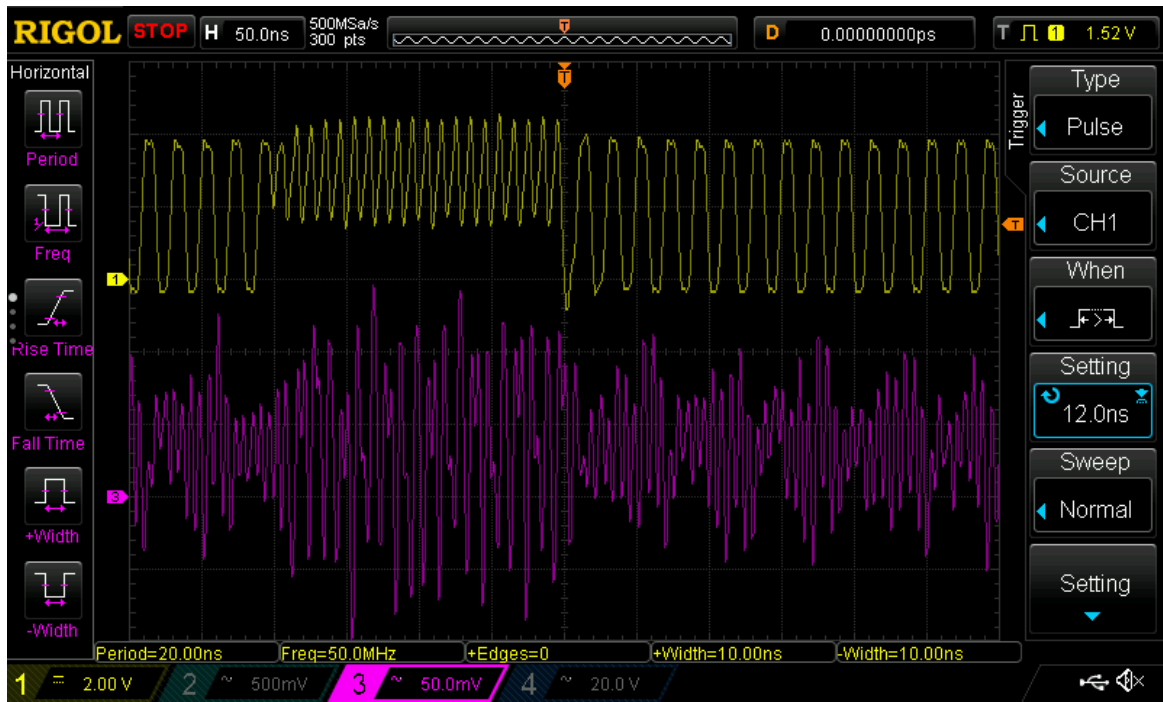 RIGOL STOP H 50.0ns 500MSa/s 300 pts T D 0.00000000ps T 1 1.52 V
Horizontal
Period
Freq
Rise Time
Fall Time
+Width
-Width
T
T
1
3
Trigger
Type
Pulse
Source
CH1
When
Setting
12.0ns
Sweep
Normal
Setting
Period=20.00ns Freq=50.0MHz +Edges=0 +Width=10.00ns -Width=10.00ns
1 2.00 V 2 500mV 3 50.0mV 4 20.0 V